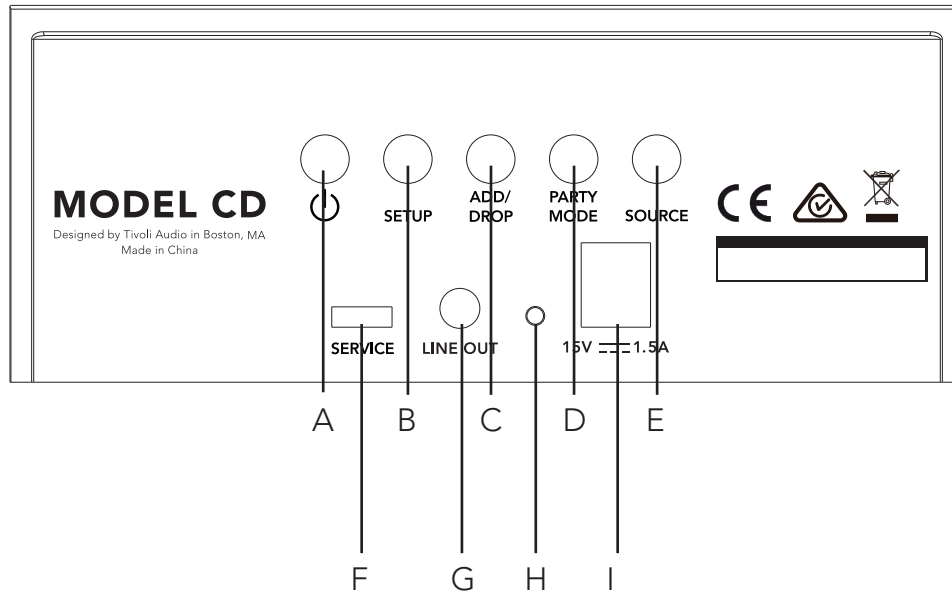 MODEL CD
Designed by Tivoli Audio in Boston, MA
Made in China
SETUP
ADD/
DROP
PARTY
MODE
SOURCE
CE
SERVICE
LINE OUT
15V 1.5A
A
B
C
D
E
F
G
H
I